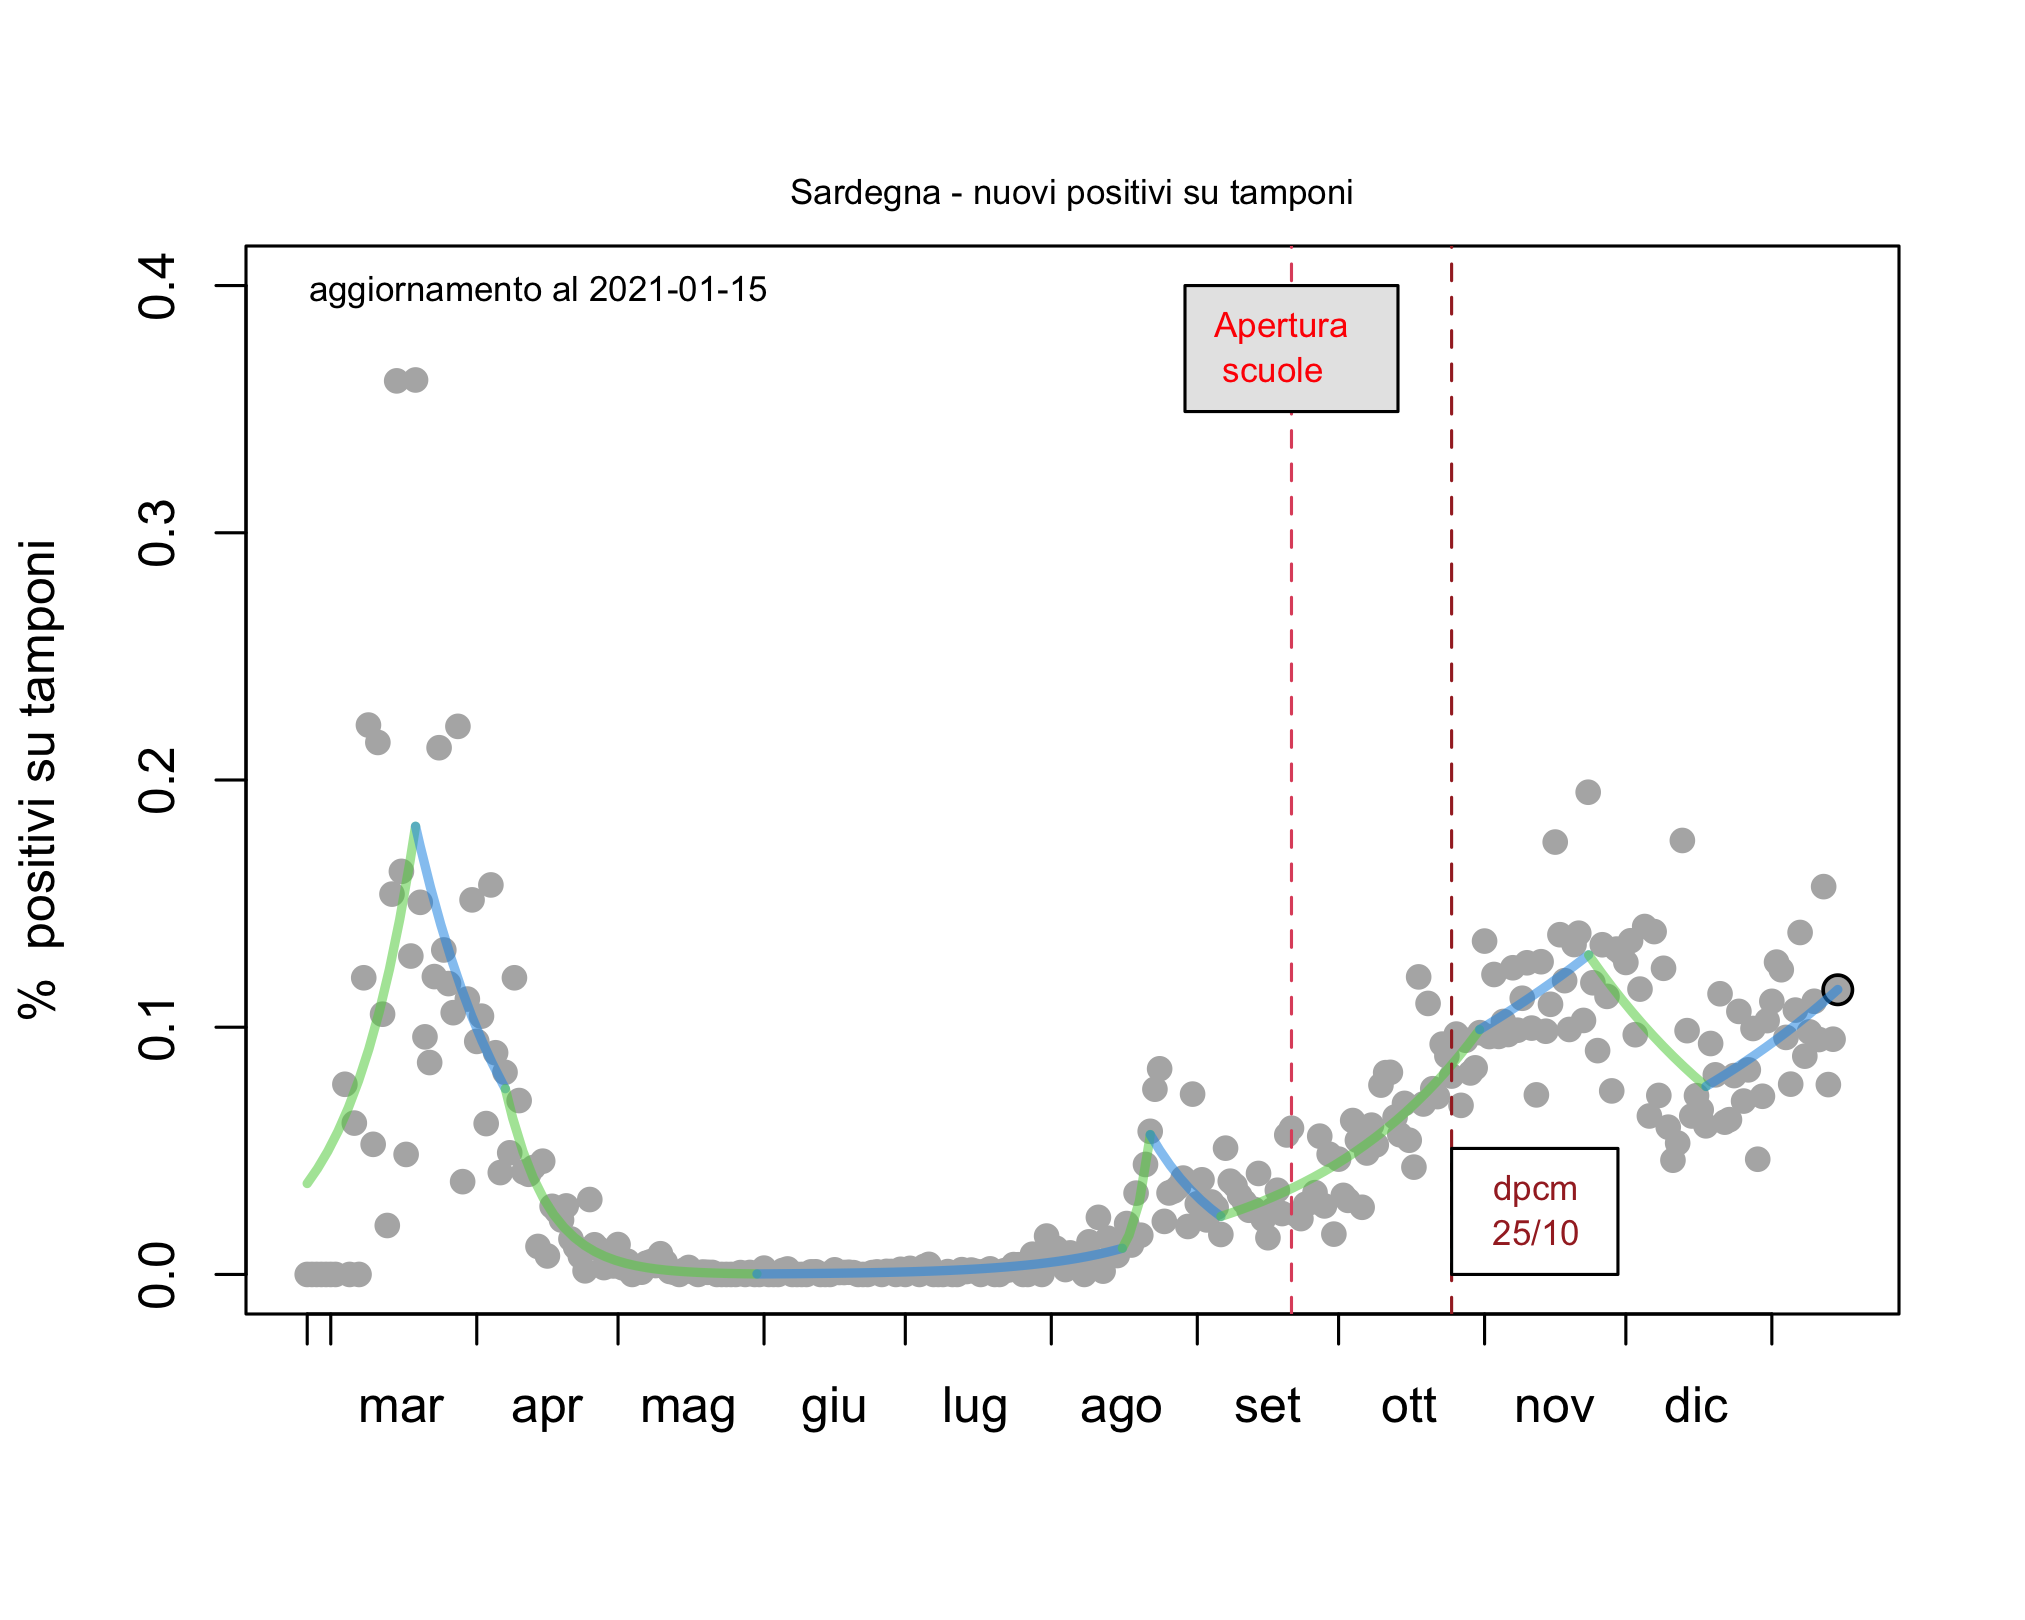 Sardegna - nuovi positivi su tamponi
aggiornamento al 2021-01-15
Apertura
scuole
dpcm
25/10
% positivi su tamponi
0.4
0.3
0.2
0.1
0.0
mar apr mag giu lug ago set ott nov dic